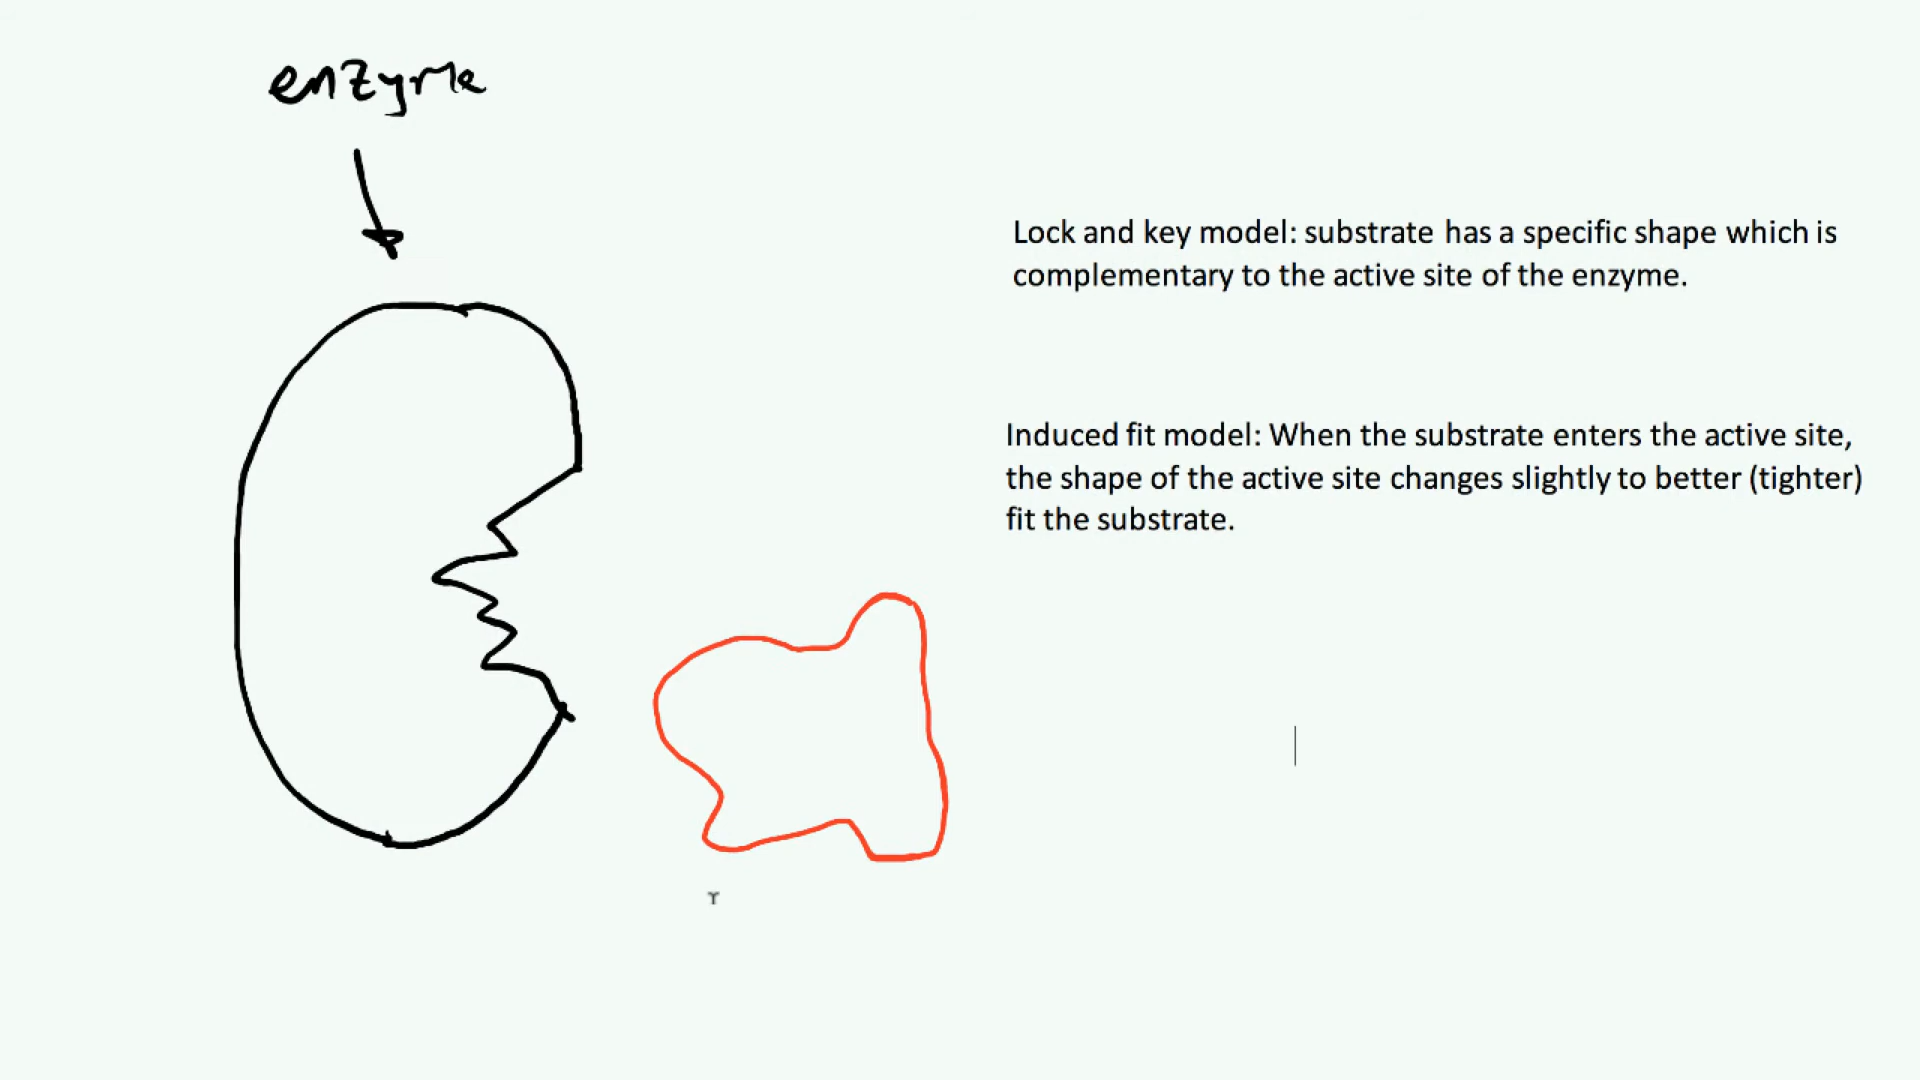 enzyme
Lock and key model: substrate has a specific shape which is
complementary to the active site of the enzyme.
Induced fit model: When the substrate enters the active site,
the shape of the active site changes slightly to better (tighter)
fit the substrate.